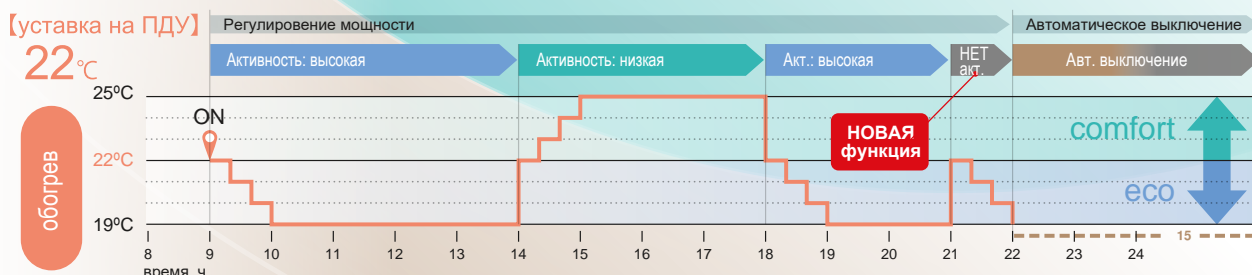 【уставка на ПДУ】
22℃
Регулировение мощности
Автоматическое выключение
Активность: высокая
Активность: низкая
Акт.: высокая
НЕТ
акт.
Авт. выключение
25ºC
ON
НОВАЯ
функция
comfort
22ºC
обогрев
eco
19ºC
8 9 10 11 12 13 14 15 16 17 18 19 20 21 22 23 24 15
время, ч